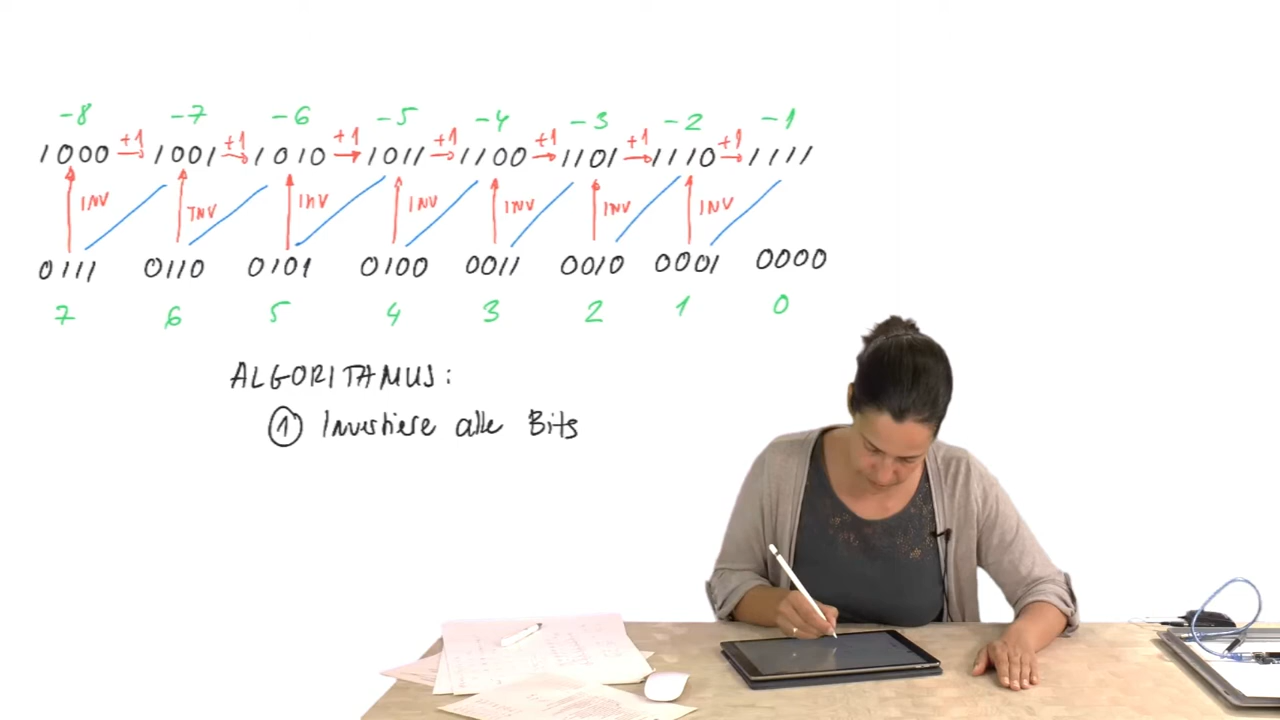 -8 -7 -6 -5 -4 -3 -2 -1
1000 +1 1001 +1 1010 +1 1011 +1 1100 +1 1101 +1 1110 +1 1111
INV INV INV INV INV INV INV
0111 0110 0101 0100 0011 0010 0001 0000
7 6 5 4 3 2 1 0
ALGORITAMUS:
① Invertiere alle Bits